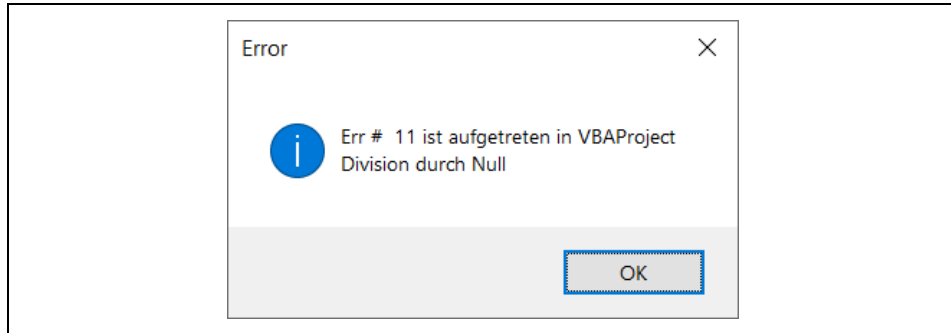 Error
Err #  11 ist aufgetreten in VBAProject
Division durch Null
OK